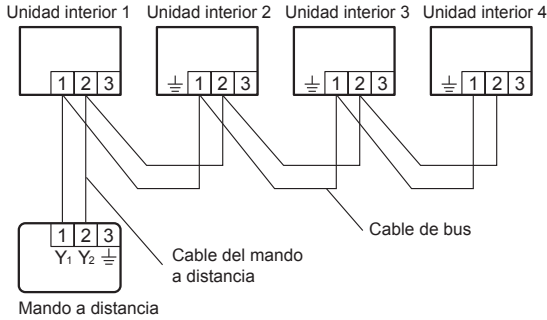 Unidad interior 1 Unidad interior 2 Unidad interior 3 Unidad interior 4
1 2 3 ⏚ 1 2 3 ⏚ 1 2 3 ⏚ 1 2 3
Cable de bus
1 2 3
Y1 Y2 ⏚
Cable del mando
a distancia
Mando a distancia